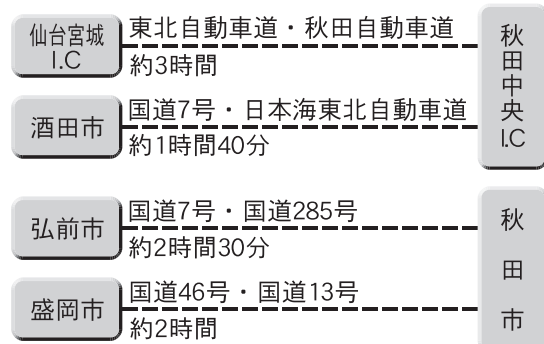 仙台宮城
I.C
東北自動車道・秋田自動車道
約3時間
酒田市
国道7号・日本海東北自動車道
約1時間40分
秋田中央I.C
弘前市
国道7号・国道285号
約2時間30分
盛岡市
国道46号・国道13号
約2時間
秋田市